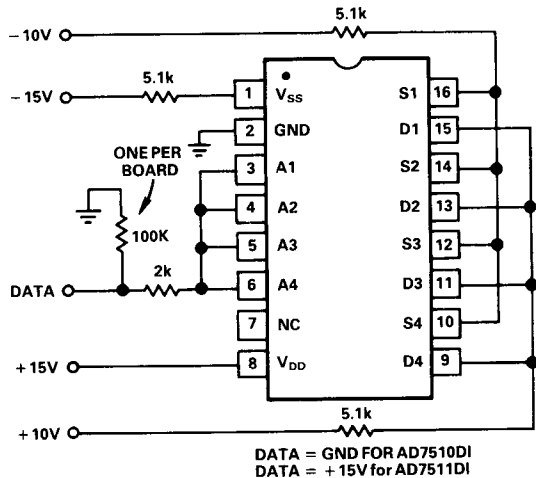 5.1k
−10V
5.1k
−15V
1 VSS S1 16
2 GND D1 15
ONE PER
BOARD
3 A1 S2 14
4 A2 D2 13
100K
5 A3 S3 12
2k
DATA
6 A4 D3 11
7 NC S4 10
+15V
8 VDD D4 9
5.1k
+10V
DATA = GND FOR AD7510DI
DATA = +15V for AD7511DI